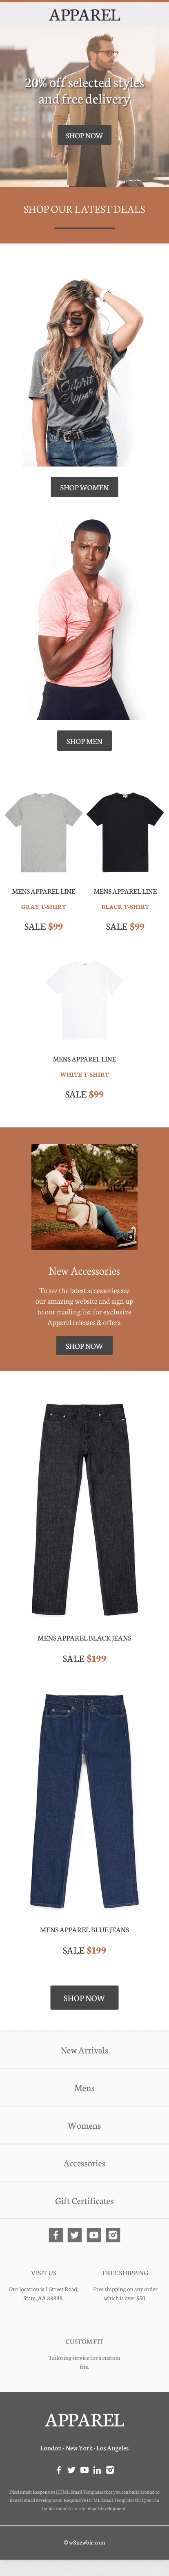 APPAREL
20% off selected styles
and free delivery
SHOP NOW
SHOP OUR LATEST DEALS
Culprit
Apparel
SHOP WOMEN
SHOP MEN
MENS APPAREL LINE
GRAY T-SHIRT
SALE $99
MENS APPAREL LINE
BLACK T-SHIRT
SALE $99
MENS APPAREL LINE
WHITE T-SHIRT
SALE $99
New Accessories
To see the latest accessories see
our amazing website and sign up
to our mailing list for exclusive
Apparel releases & offers.
SHOP NOW
MENS APPAREL BLACK JEANS
SALE $199
MENS APPAREL BLUE JEANS
SALE $199
SHOP NOW
New Arrivals
Mens
Womens
Accessories
Gift Certificates
VISIT US
Our location is 1 Street Road,
State, AA 88888.
FREE SHIPPING
Free shipping on any order
which is over $50.
CUSTOM FIT
Tailoring service for a custom
fits.
APPAREL
London · New York · Los Angeles
Disclaimer: Responsive HTML Email Templates that you can build around to
master email development. Responsive HTML Email Templates that you can
build around to master email development.
© w3newbie.com